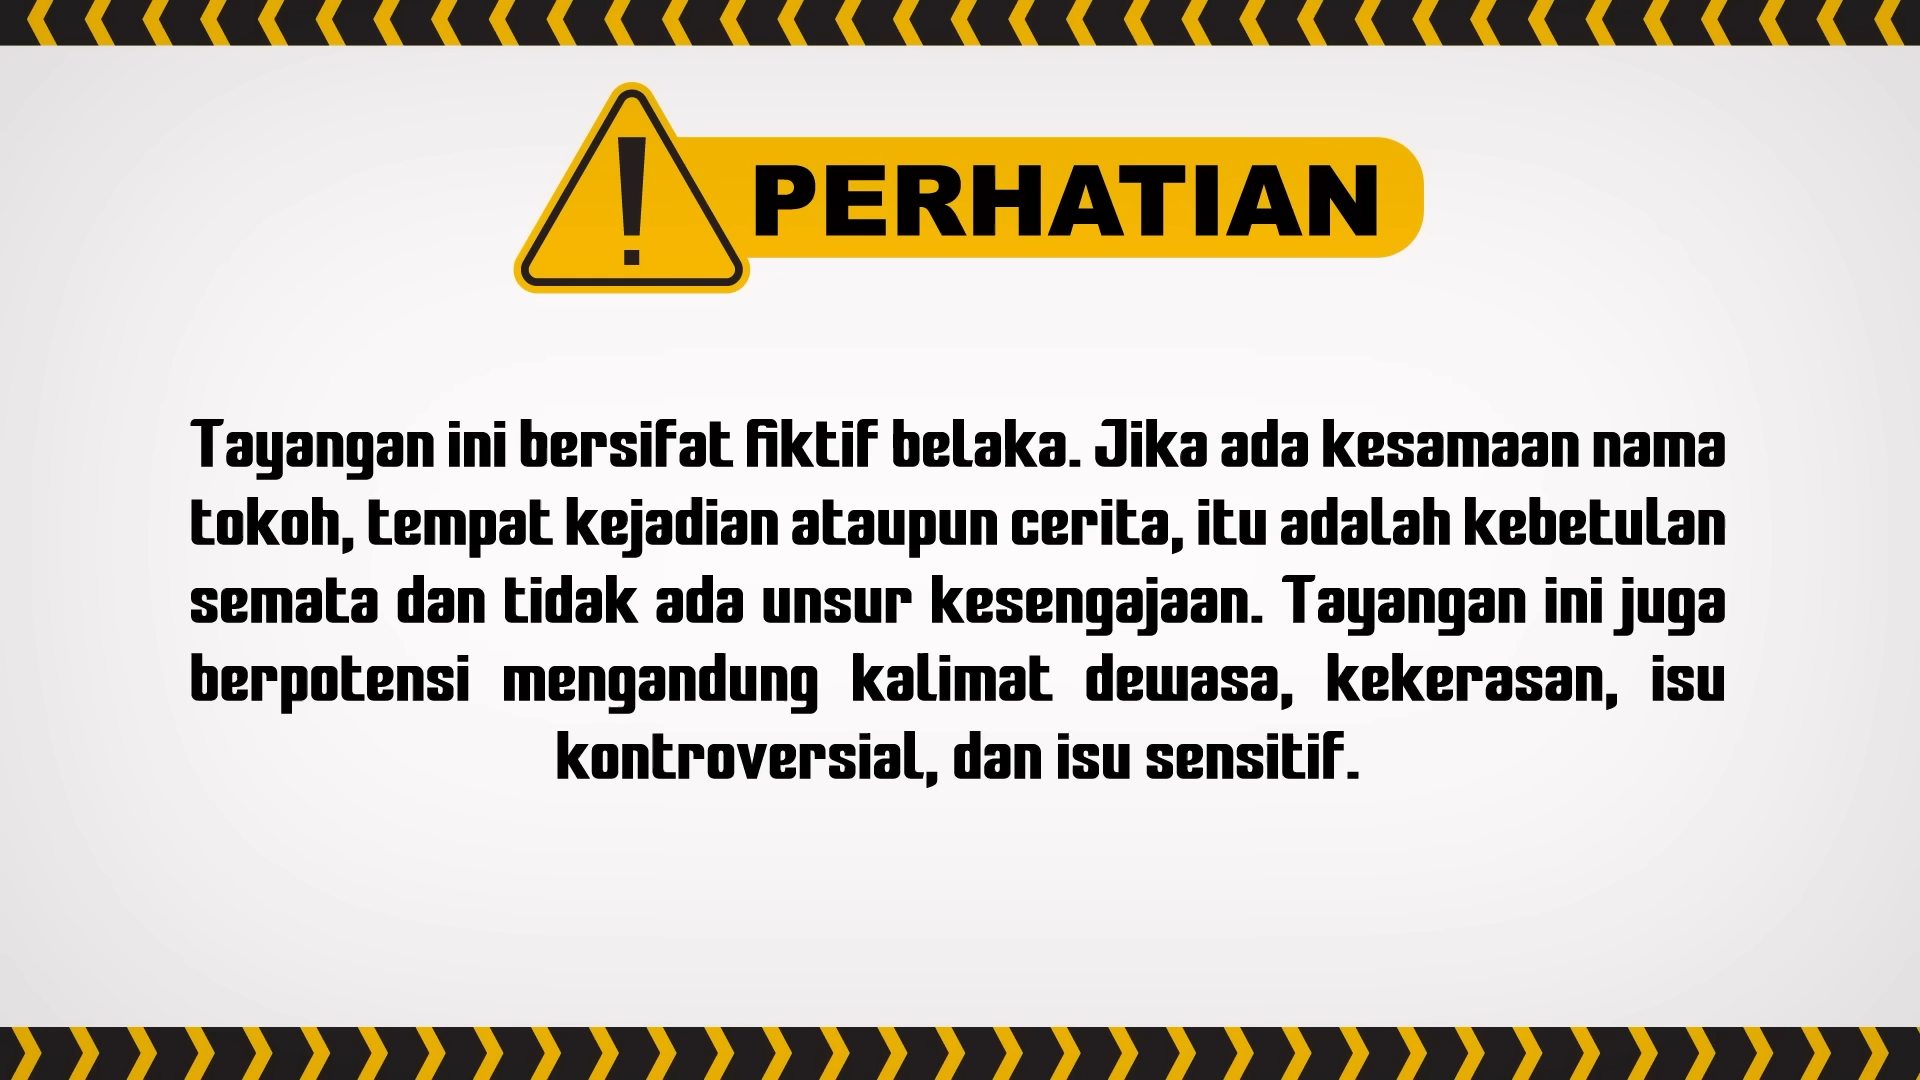 PERHATIAN
Tayangan ini bersifat fiktif belaka. Jika ada kesamaan nama
tokoh, tempat kejadian ataupun cerita, itu adalah kebetulan
semata dan tidak ada unsur kesengajaan. Tayangan ini juga
berpotensi mengandung kalimat dewasa, kekerasan, isu
kontroversial, dan isu sensitif.